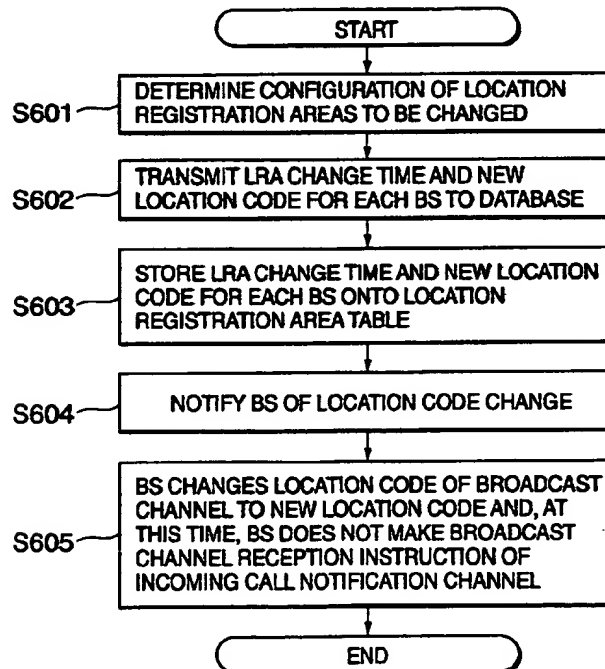 START
S601
DETERMINE CONFIGURATION OF LOCATION
REGISTRATION AREAS TO BE CHANGED
S602
TRANSMIT LRA CHANGE TIME AND NEW
LOCATION CODE FOR EACH BS TO DATABASE
S603
STORE LRA CHANGE TIME AND NEW LOCATION
CODE FOR EACH BS ONTO LOCATION
REGISTRATION AREA TABLE
S604
NOTIFY BS OF LOCATION CODE CHANGE
S605
BS CHANGES LOCATION CODE OF BROADCAST
CHANNEL TO NEW LOCATION CODE AND, AT
THIS TIME, BS DOES NOT MAKE BROADCAST
CHANNEL RECEPTION INSTRUCTION OF
INCOMING CALL NOTIFICATION CHANNEL
END